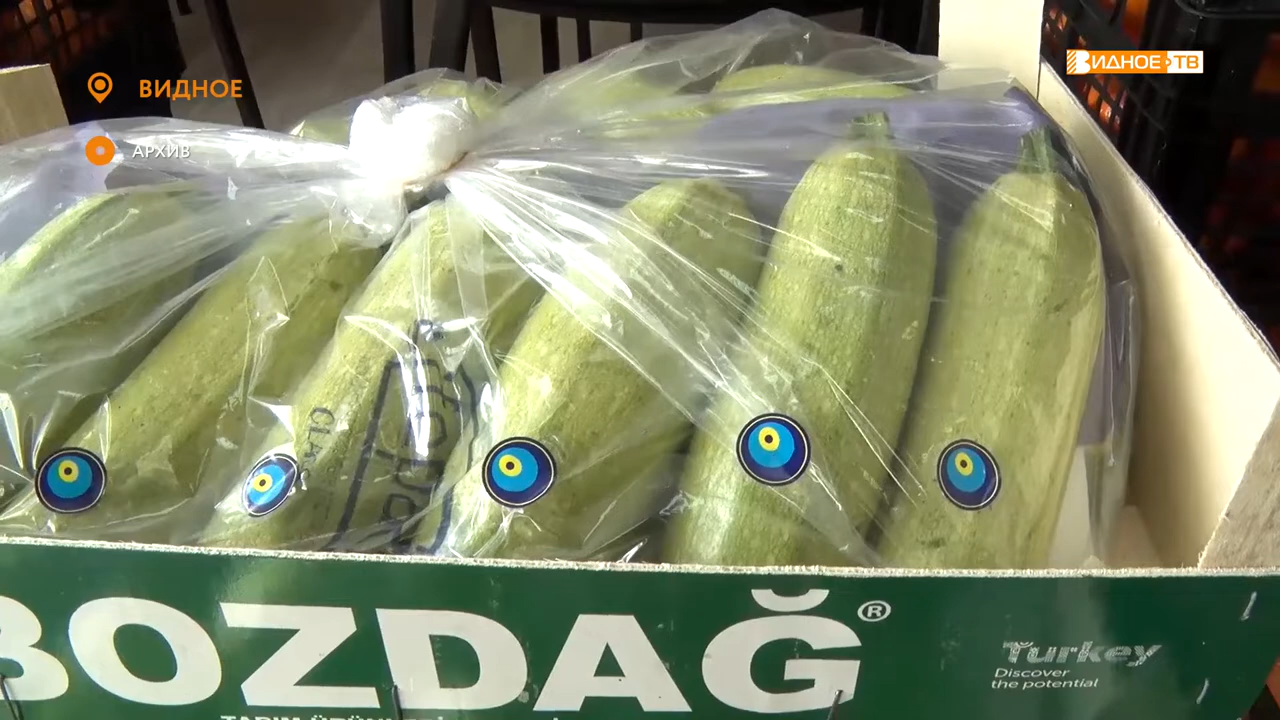 ВИДНОЕ
АРХИВ
ВИДНОЕ ТВ
BOZDAĞ®
Turkey
Discover
the potential